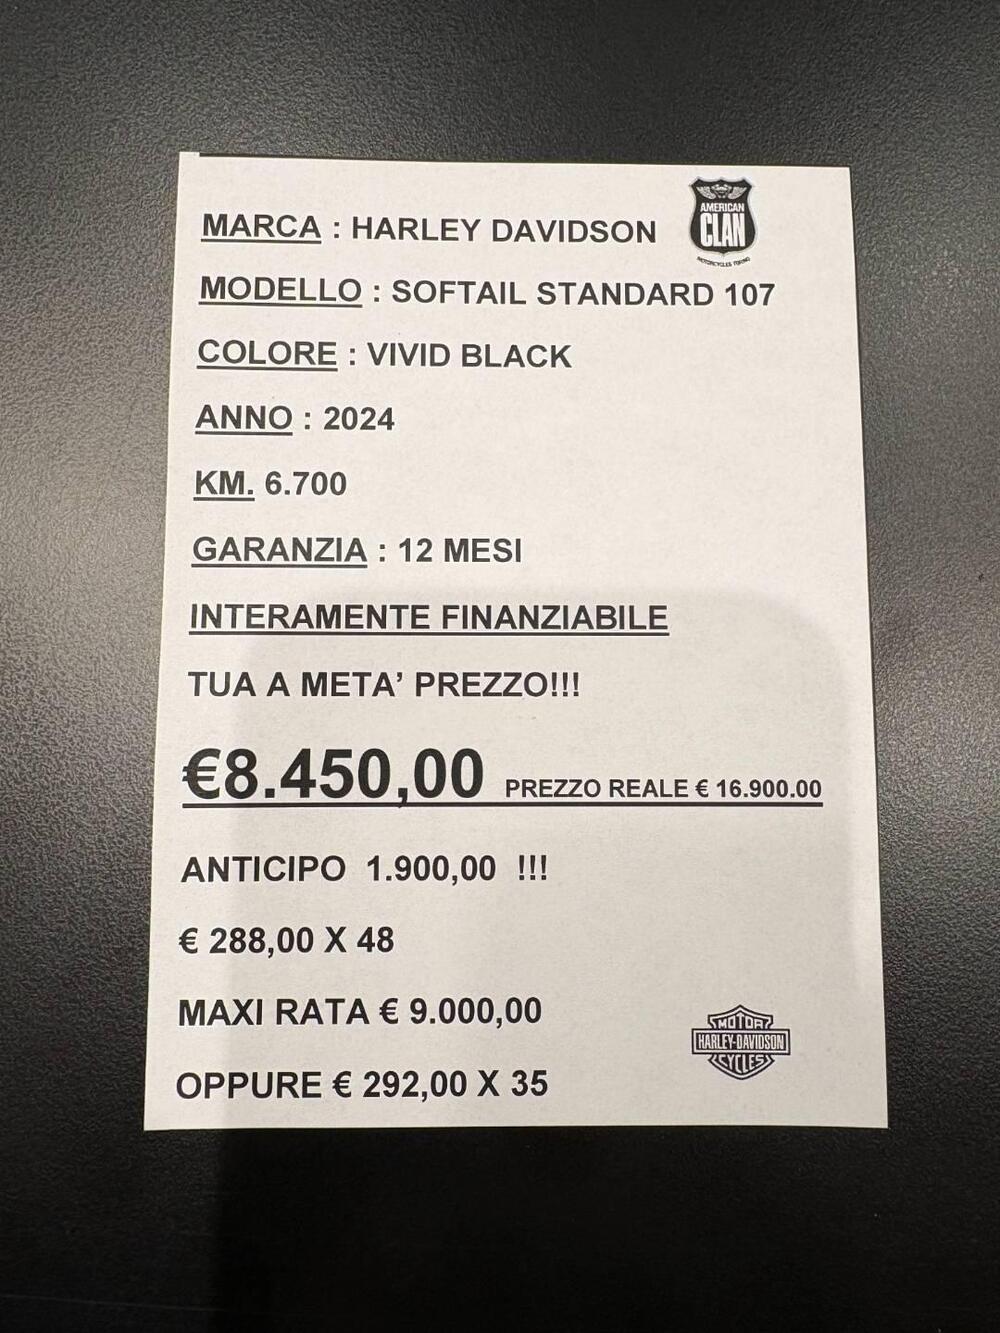 MARCA : HARLEY DAVIDSON
AMERICAN
CLAN
MOTORCYCLES TORINO
MODELLO : SOFTAIL STANDARD 107
COLORE : VIVID BLACK
ANNO : 2024
KM. 6.700
GARANZIA : 12 MESI
INTERAMENTE FINANZIABILE
TUA A META’ PREZZO!!!
€8.450,00 PREZZO REALE € 16.900.00
ANTICIPO 1.900,00 !!!
€ 288,00 X 48
MAXI RATA € 9.000,00
OPPURE € 292,00 X 35
MOTOR
HARLEY-DAVIDSON
CYCLES